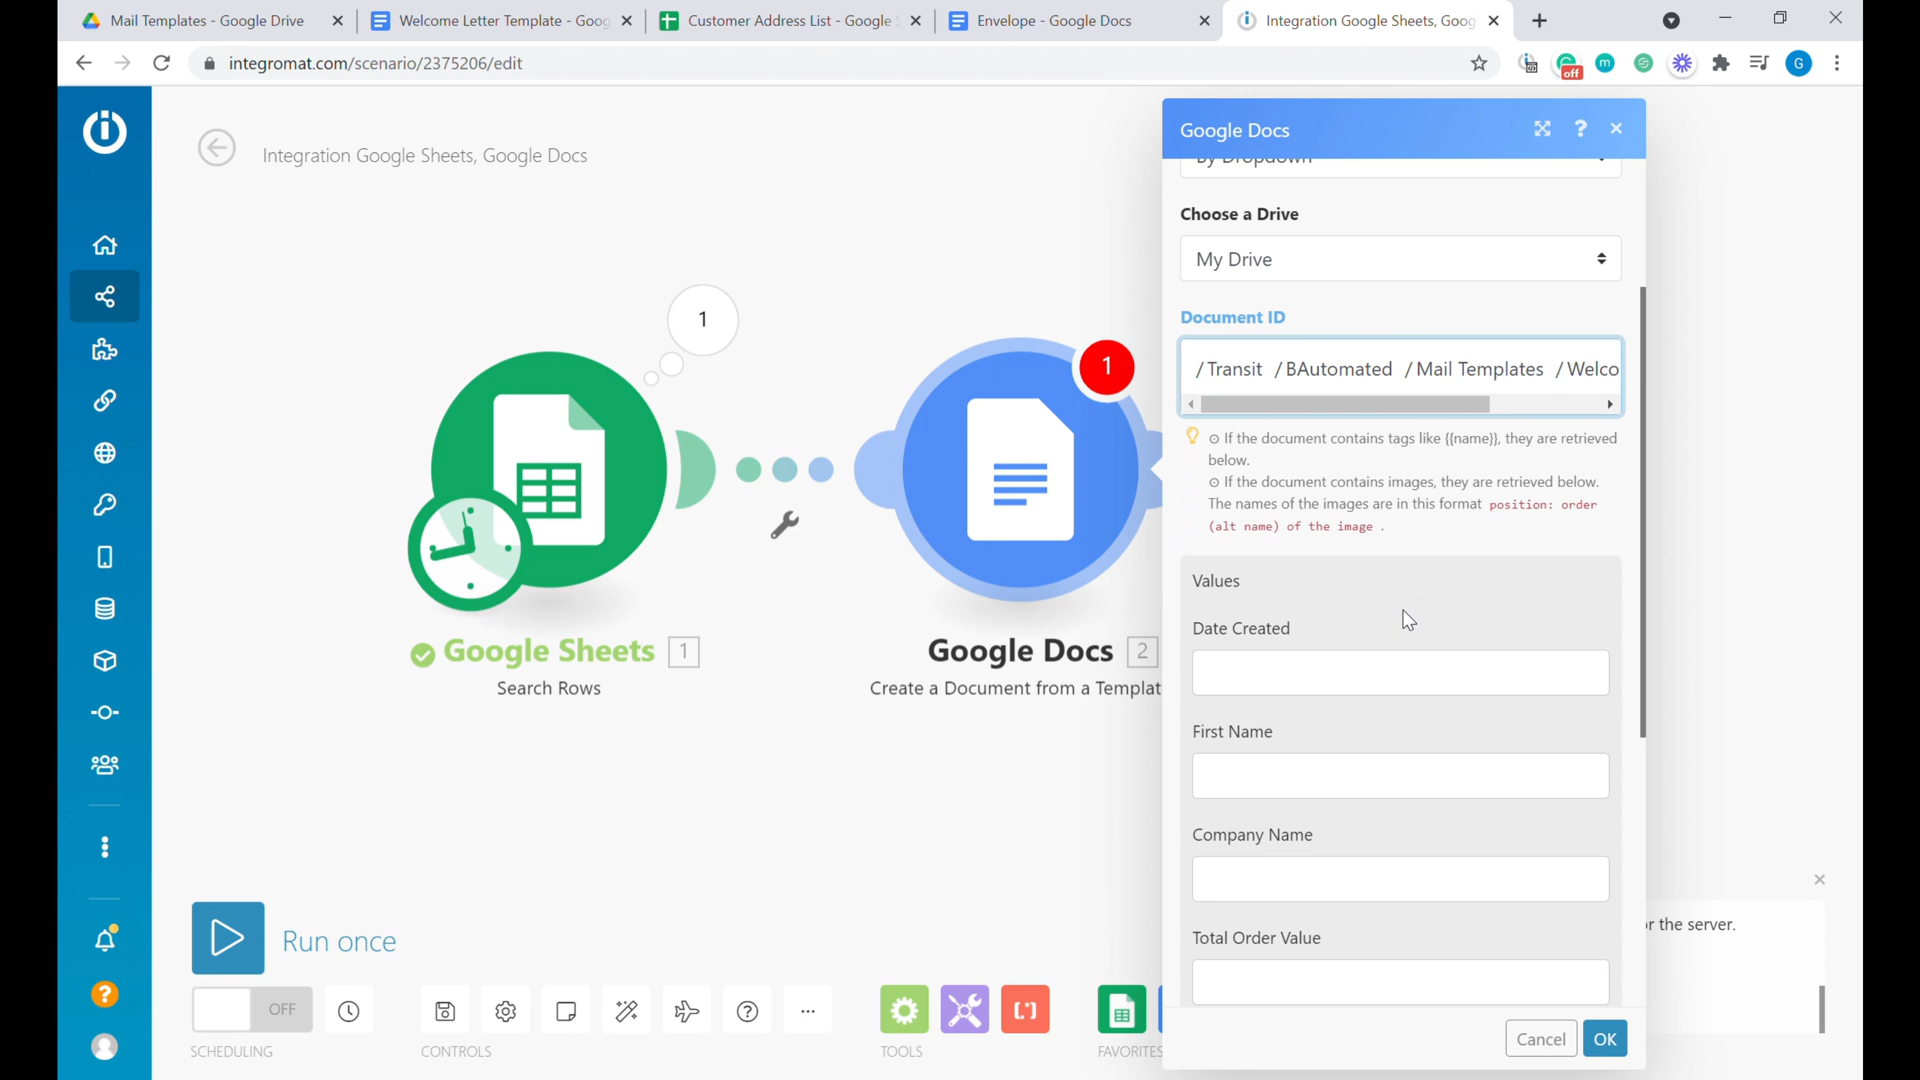 Mail Templates - Google Drive
Welcome Letter Template - Goog
Customer Address List - Google
Envelope - Google Docs
Integration Google Sheets, Goog
integromat.com/scenario/2375206/edit
off
m
G
Integration Google Sheets, Google Docs
1
1
Google Sheets 1
Search Rows
Google Docs 2
Create a Document from a Templat
Google Docs
?
By Dropdown
Choose a Drive
My Drive
Document ID
/ Transit / BAutomated / Mail Templates / Welco
If the document contains tags like {{name}}, they are retrieved
below.
If the document contains images, they are retrieved below.
The names of the images are in this format position: order
(alt name) of the image .
Values
Date Created
First Name
Company Name
Total Order Value
Cancel
OK
r the server.
Run once
OFF
SCHEDULING
CONTROLS
TOOLS
FAVORITES